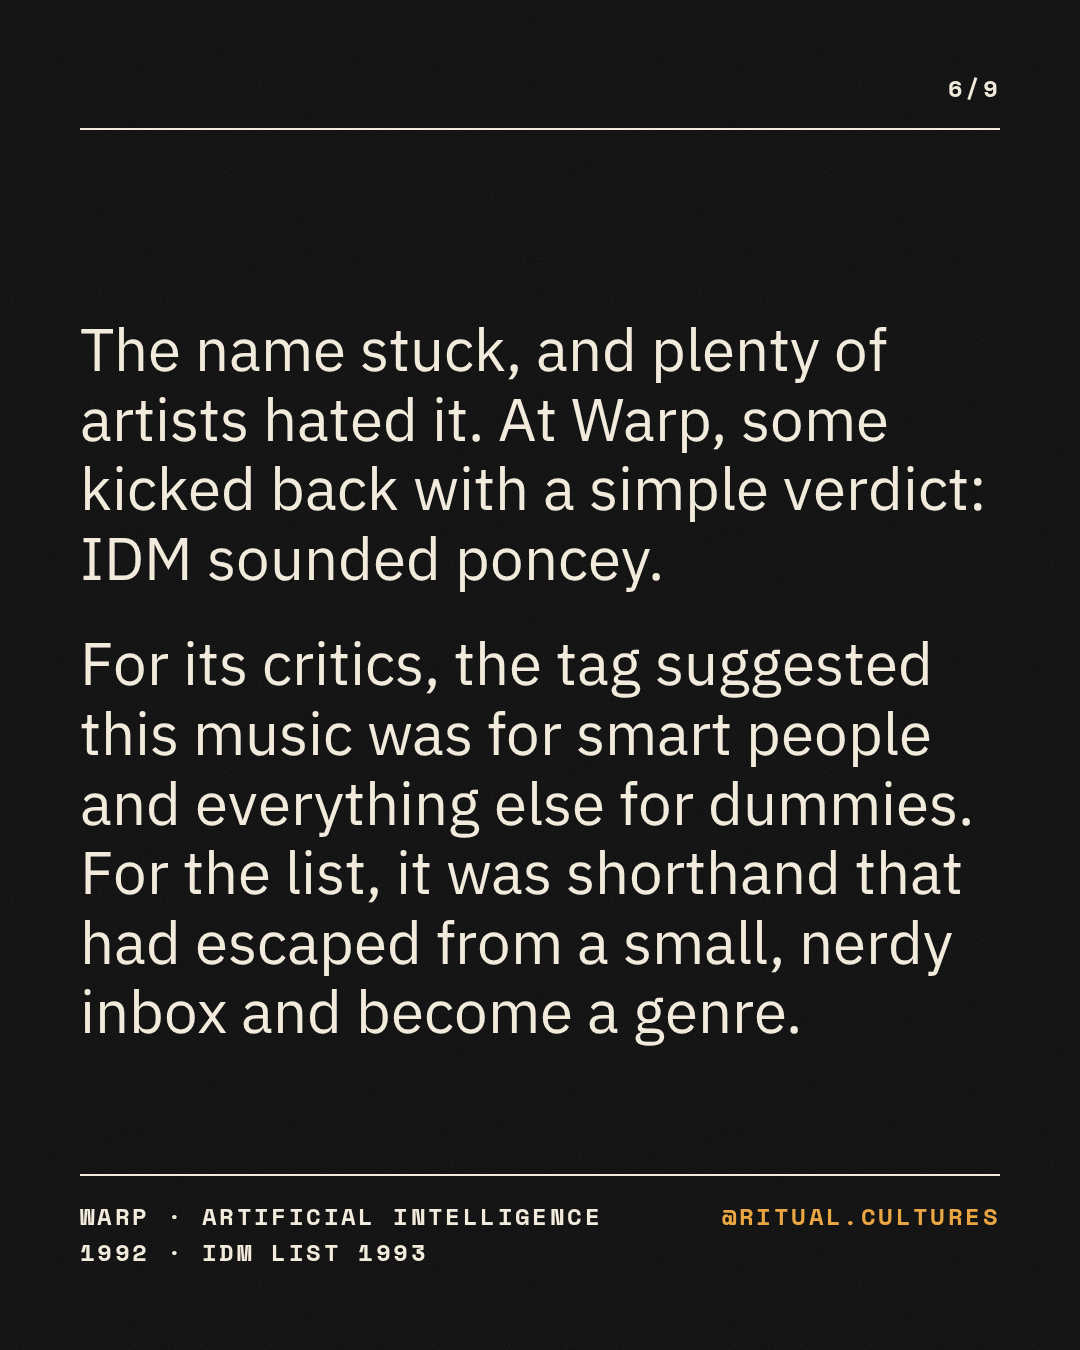 6/9
The name stuck, and plenty of
artists hated it. At Warp, some
kicked back with a simple verdict:
IDM sounded poncey.
For its critics, the tag suggested
this music was for smart people
and everything else for dummies.
For the list, it was shorthand that
had escaped from a small, nerdy
inbox and become a genre.
WARP · ARTIFICIAL INTELLIGENCE
1992 · IDM LIST 1993
@RITUAL.CULTURES